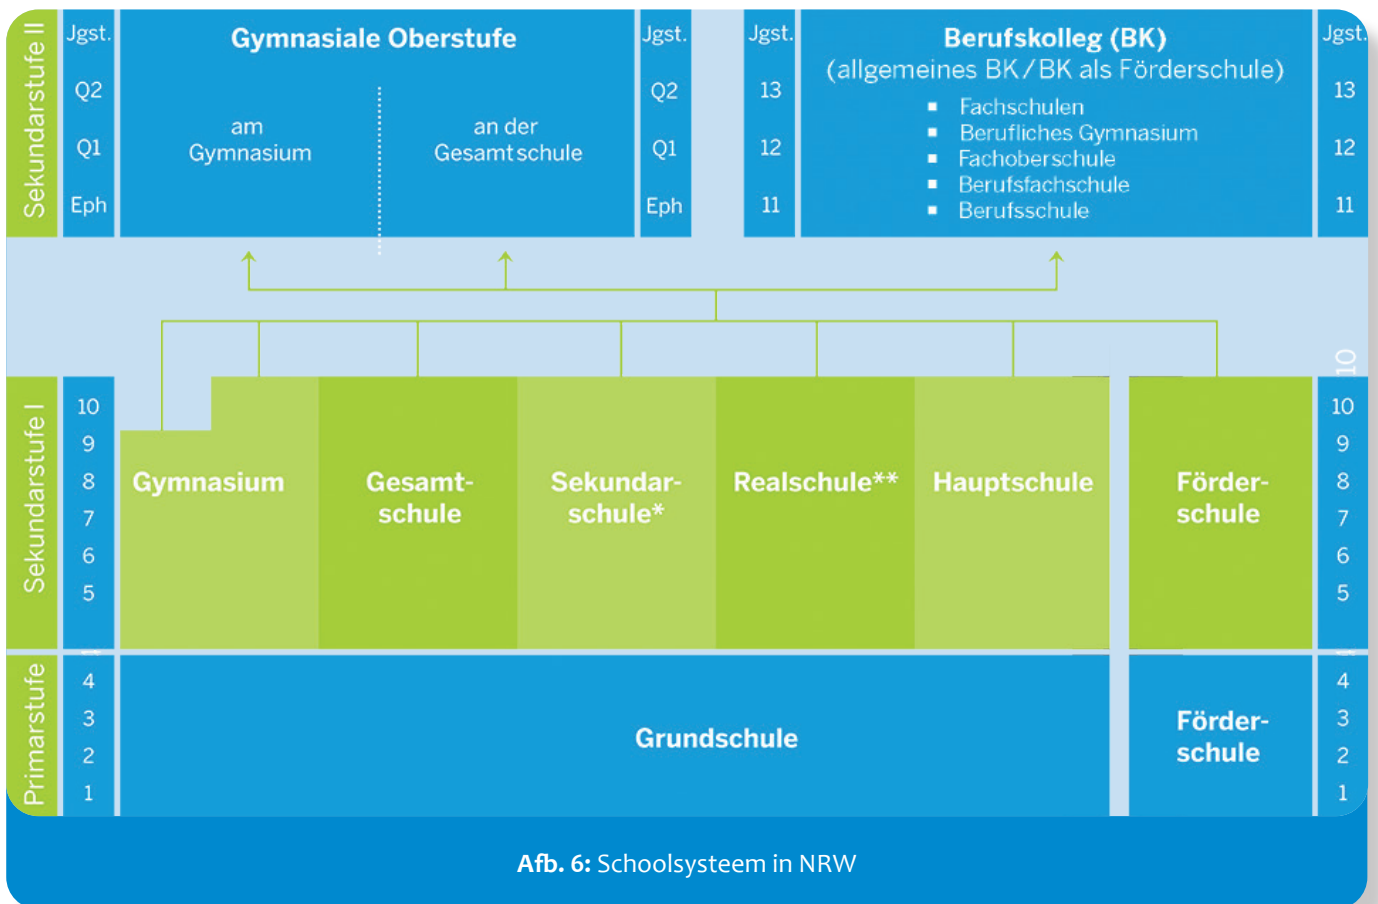 Sekundarstufe II
Jgst.
Q2
Q1
Eph
Gymnasiale Oberstufe
am
Gymnasium
an der
Gesamtschule
Jgst.
Q2
Q1
Eph
Jgst.
13
12
11
Berufskolleg (BK)
(allgemeines BK/BK als Förderschule)
Fachschulen
Berufliches Gymnasium
Fachoberschule
Berufsfachschule
Berufsschule
Jgst.
13
12
11
Sekundarstufe I
10
9
8
7
6
5
Gymnasium
Gesamt-
schule
Sekundar-
schule*
Realschule**
Hauptschule
Förder-
schule
10
10
9
8
7
6
5
Primarstufe
4
3
2
1
Grundschule
Förder-
schule
4
3
2
1
Afb. 6: Schoolsysteem in NRW